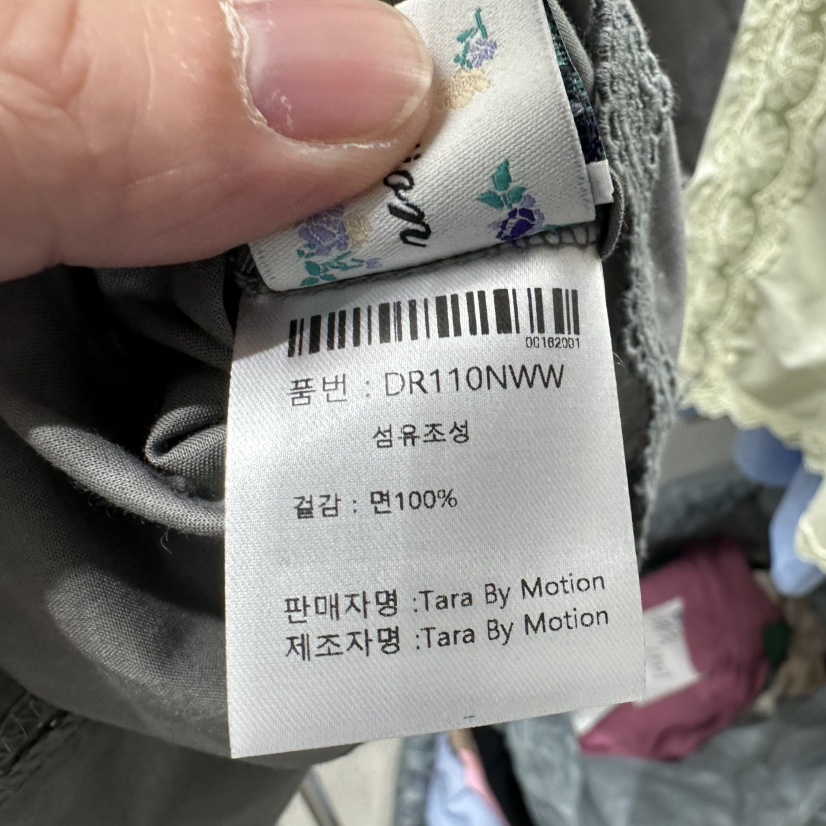 on
00162001
품번 : DR110NWW
섬유조성
겉감 : 면100%
판매자명 :Tara By Motion
제조자명 :Tara By Motion